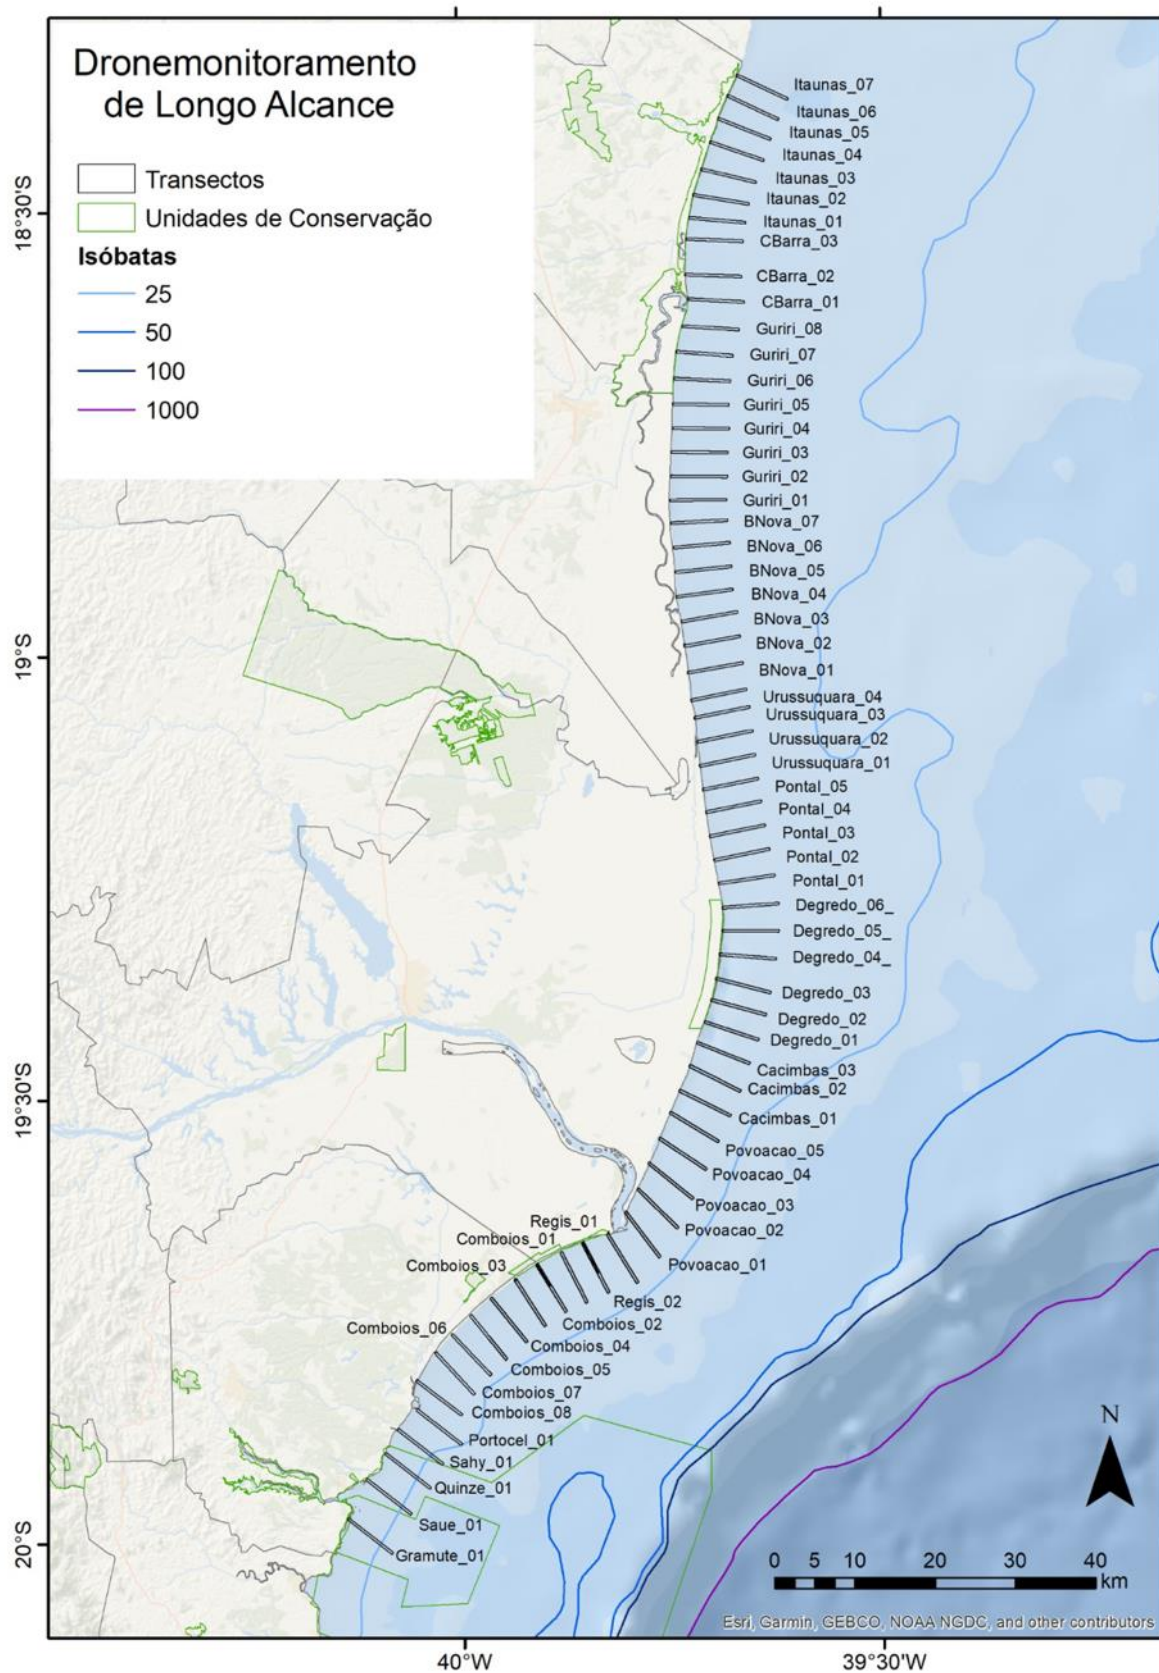 Dronemonitoramento
de Longo Alcance
Transectos
Unidades de Conservação
Isóbatas
25
50
100
1000
18°30'S
19°S
19°30'S
20°S
Itaunas_07
Itaunas_06
Itaunas_05
Itaunas_04
Itaunas_03
Itaunas_02
Itaunas_01
CBarra_03
CBarra_02
CBarra_01
Guriri_08
Guriri_07
Guriri_06
Guriri_05
Guriri_04
Guriri_03
Guriri_02
Guriri_01
BNova_07
BNova_06
BNova_05
BNova_04
BNova_03
BNova_02
BNova_01
Urussuquara_04
Urussuquara_03
Urussuquara_02
Urussuquara_01
Pontal_05
Pontal_04
Pontal_03
Pontal_02
Pontal_01
Degredo_06_
Degredo_05_
Degredo_04_
Degredo_03
Degredo_02
Degredo_01
Cacimbas_03
Cacimbas_02
Cacimbas_01
Povoacao_05
Povoacao_04
Povoacao_03
Povoacao_02
Povoacao_01
Regis_01
Comboios_01
Comboios_03
Regis_02
Comboios_02
Comboios_06
Comboios_04
Comboios_05
Comboios_07
Comboios_08
Portocel_01
Sahy_01
Quinze_01
Saue_01
Gramute_01
N
0 5 10 20 30 40
km
Esri, Garmin, GEBCO, NOAA NGDC, and other contributors
40°W
39°30'W